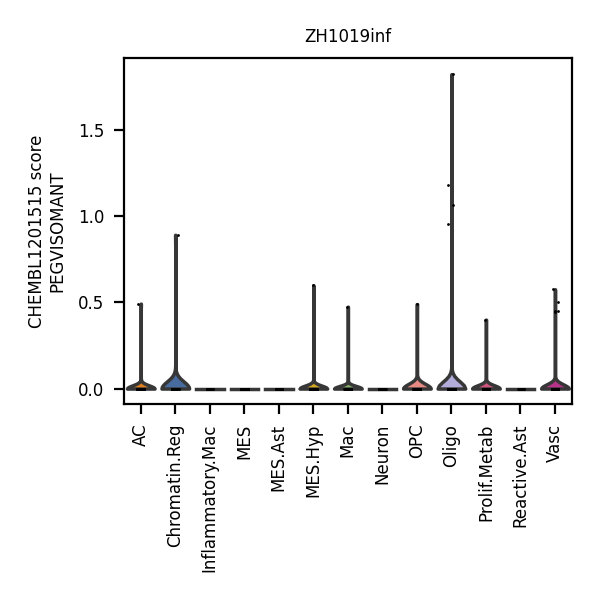 ZH1019inf
CHEMBL1201515 score
PEGVISOMANT
1.5
1.0
0.5
0.0
AC
Chromatin.Reg
Inflammatory.Mac
MES
MES.Ast
MES.Hyp
Mac
Neuron
OPC
Oligo
Prolif.Metab
Reactive.Ast
Vasc